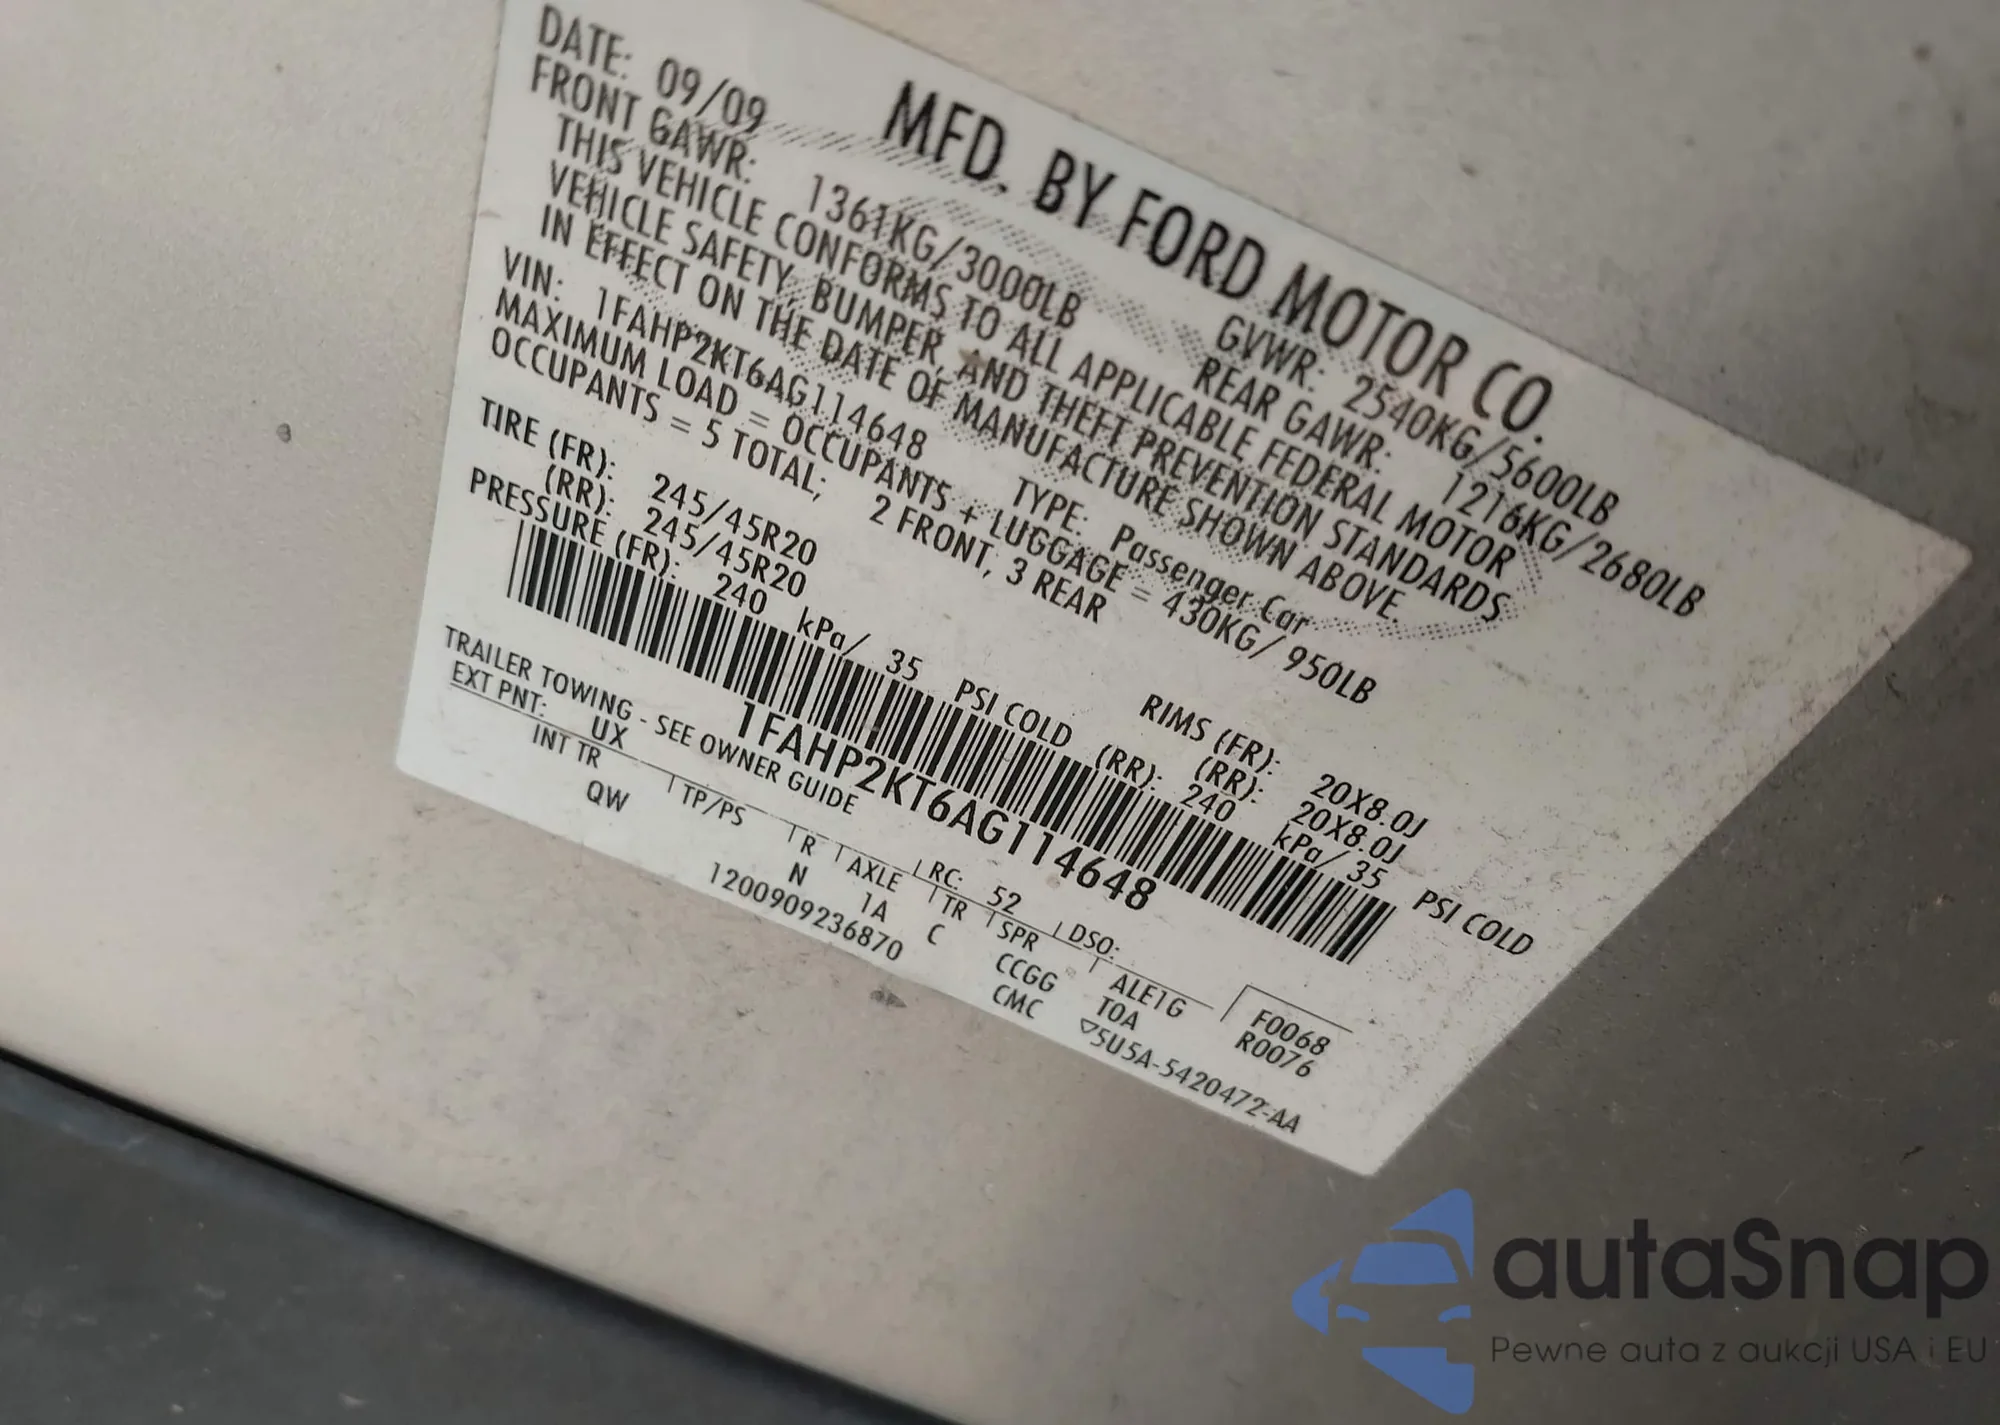 MFD. BY FORD MOTOR CO.
DATE: 09/09 GVWR: 2540KG/5600LB
FRONT GAWR: 1361KG/3000LB REAR GAWR: 1216KG/2680LB
THIS VEHICLE CONFORMS TO ALL APPLICABLE FEDERAL MOTOR
VEHICLE SAFETY, BUMPER, AND THEFT PREVENTION STANDARDS
IN EFFECT ON THE DATE OF MANUFACTURE SHOWN ABOVE.
VIN: 1FAHP2KT6AG114648 TYPE: Passenger Car
MAXIMUM LOAD = OCCUPANTS + LUGGAGE = 430KG/ 950LB
OCCUPANTS = 5 TOTAL; 2 FRONT, 3 REAR
TIRE (FR): 245/45R20 RIMS (FR): 20X8.0J
(RR): 245/45R20 (RR): 20X8.0J
PRESSURE (FR): 240 kPa/ 35 PSI COLD (RR): 240 kPa/ 35 PSI COLD
1FAHP2KT6AG114648
TRAILER TOWING - SEE OWNER GUIDE
EXT PNT: UX RC: 52 DSO: F0068
INT TR TP/PS R AXLE TR SPR ALE1G R0076
QW N 1A C CCGG T0A
1200909236870 CMC ▽5U5A-5420472-AA
autaSnap
Pewne auta z aukcji USA i EU